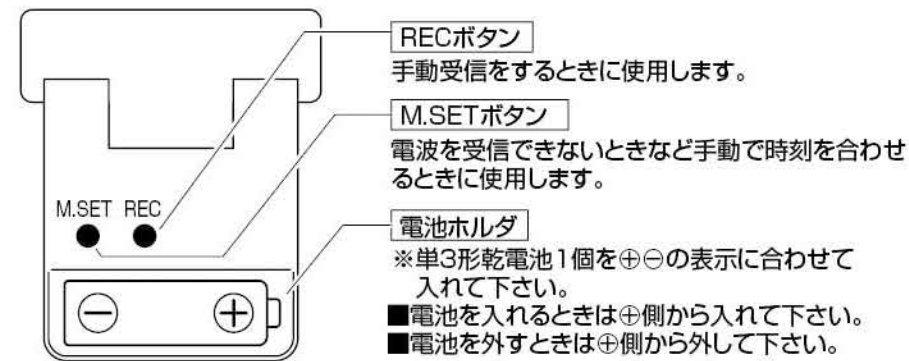 RECボタン
手動受信をするときに使用します。
M.SETボタン
電波を受信できないときなど手動で時刻を合わせ
るときに使用します。
M.SET REC
電池ホルダ
※単3形乾電池1個を⊕⊖の表示に合わせて
入れて下さい。
⊖ ⊕
■電池を入れるときは⊕側から入れて下さい。
■電池を外すときは⊕側から外して下さい。